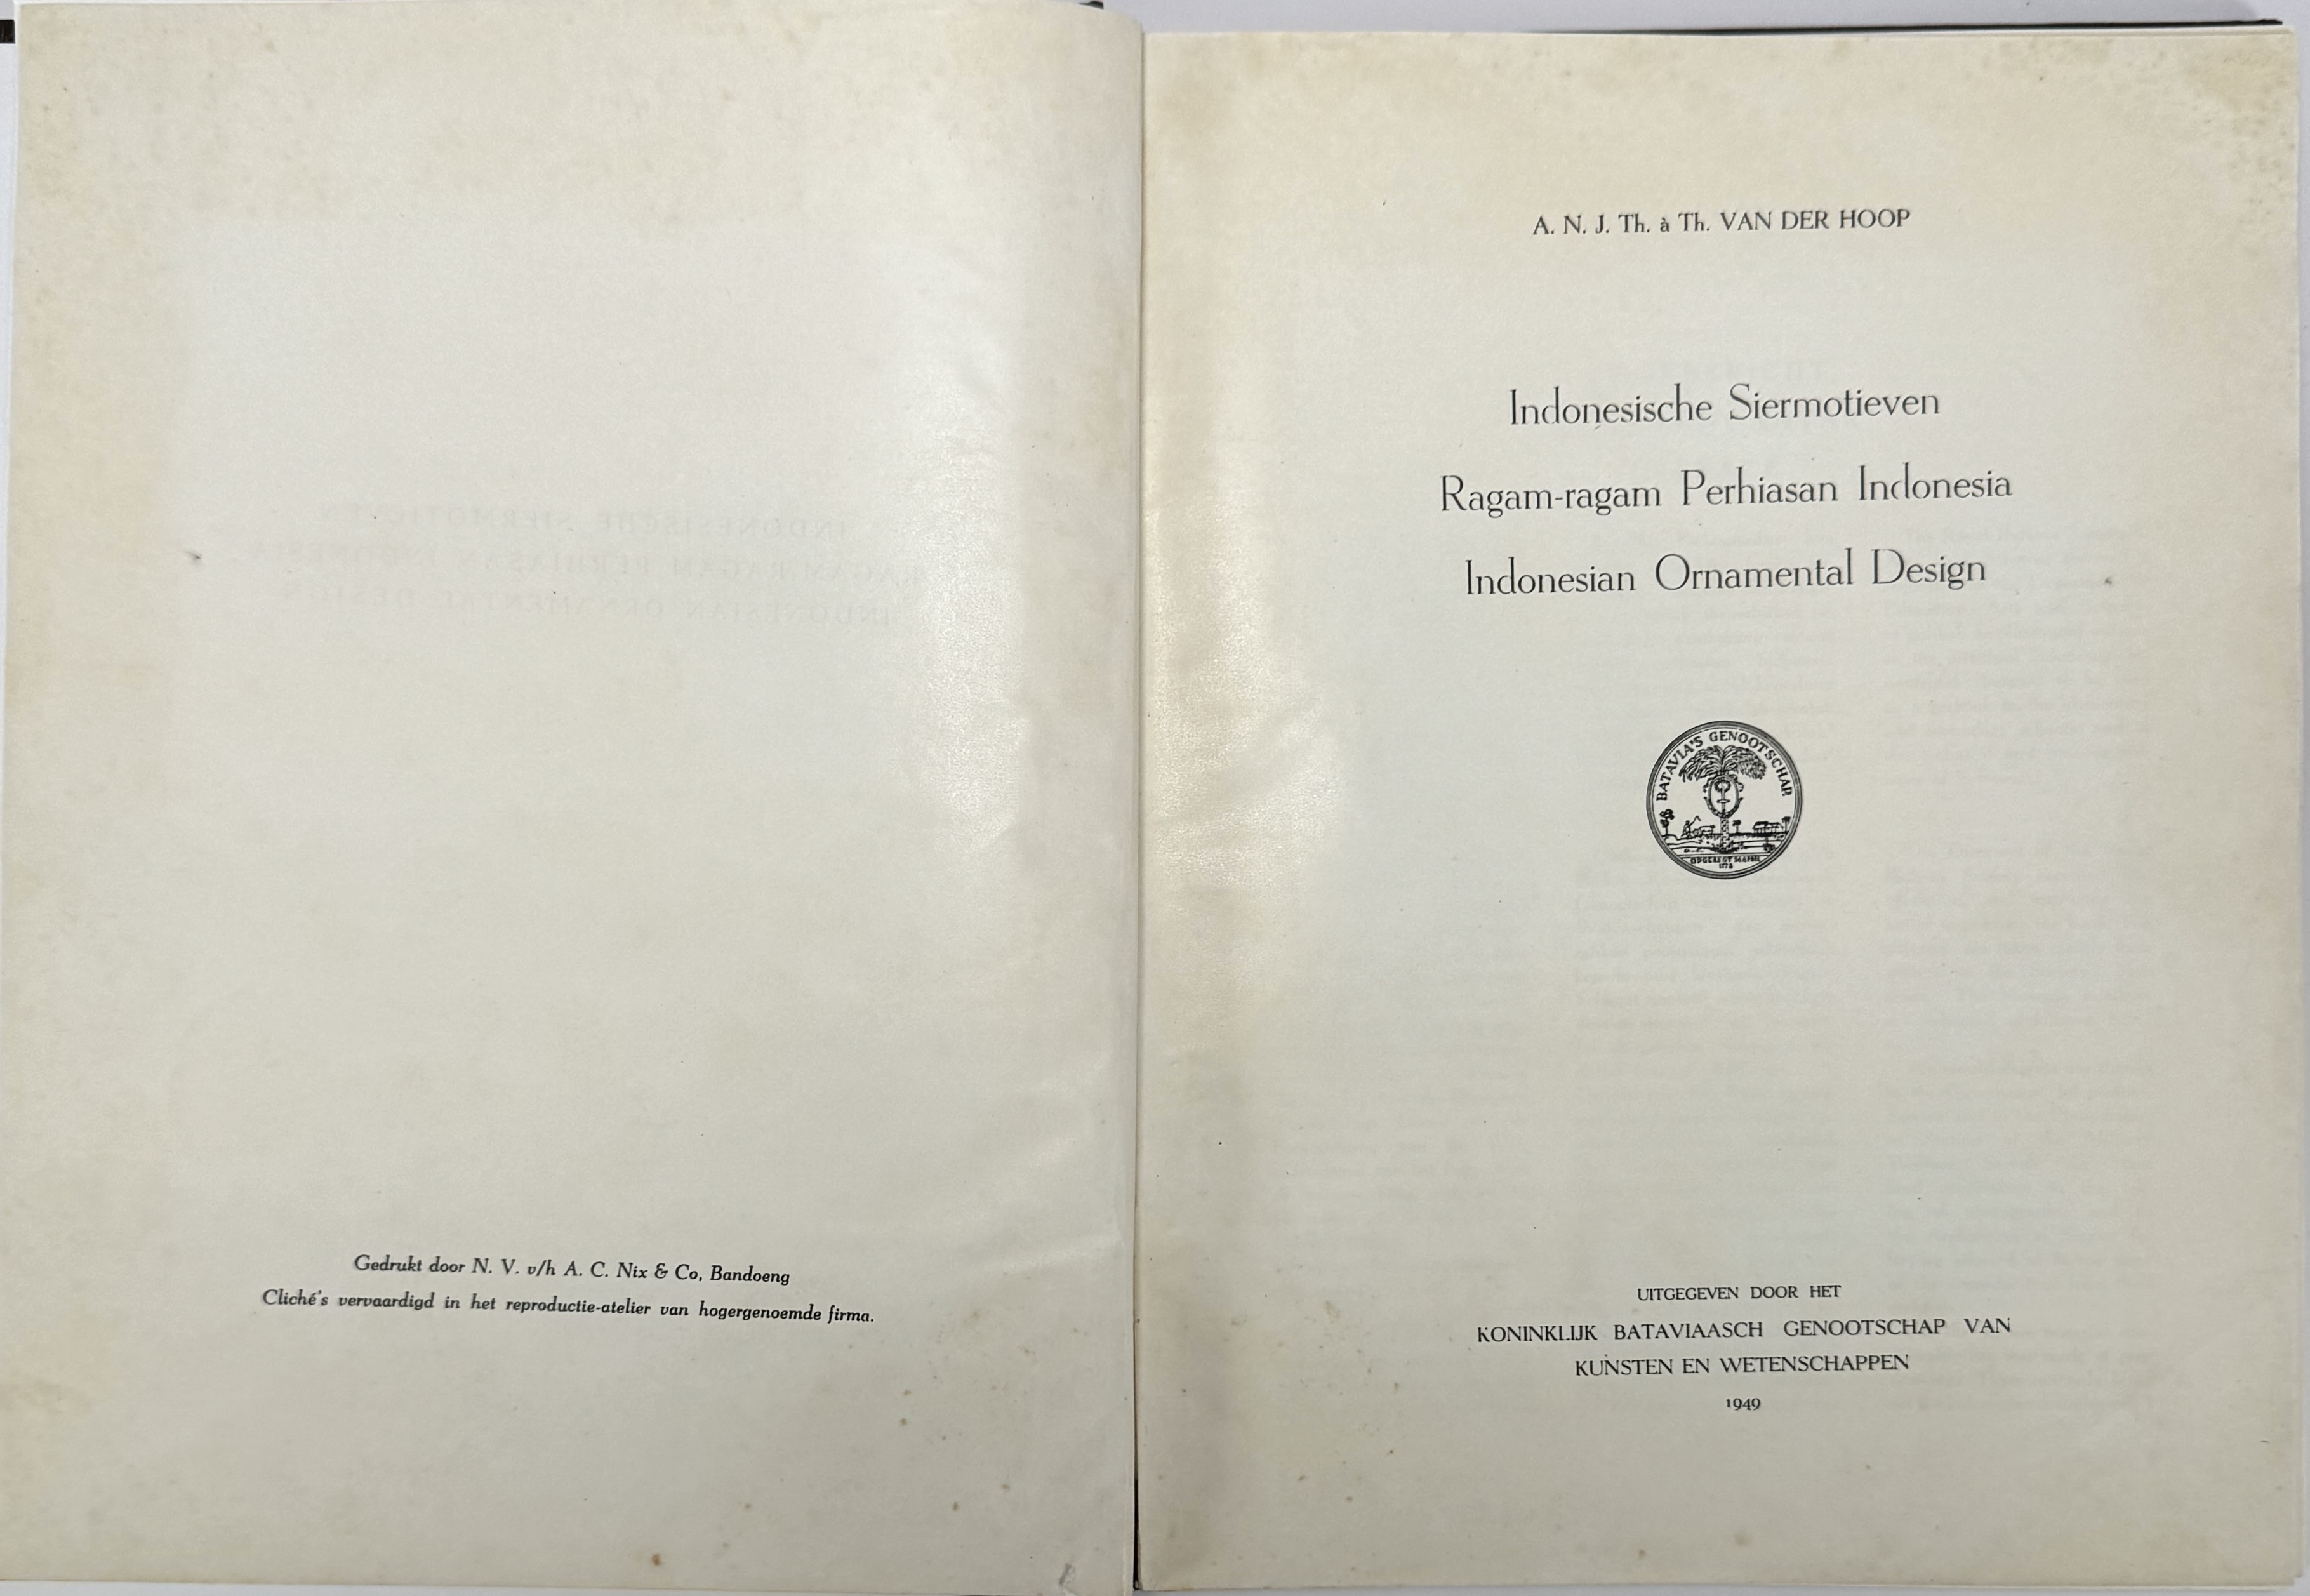 Gedrukt door N. V. v/h A. C. Nix & Co, Bandoeng
Cliché's vervaardigd in het reproductie-atelier van hogergenoemde firma.
A. N. J. Th. à Th. VAN DER HOOP
Indonesische Siermotieven
Ragam-ragam Perhiasan Indonesia
Indonesian Ornamental Design
BATAVIA'S GENOOTSCHAP.
UITGEGEVEN DOOR HET
KONINKLIJK BATAVIAASCH GENOOTSCHAP VAN
KUNSTEN EN WETENSCHAPPEN
1949